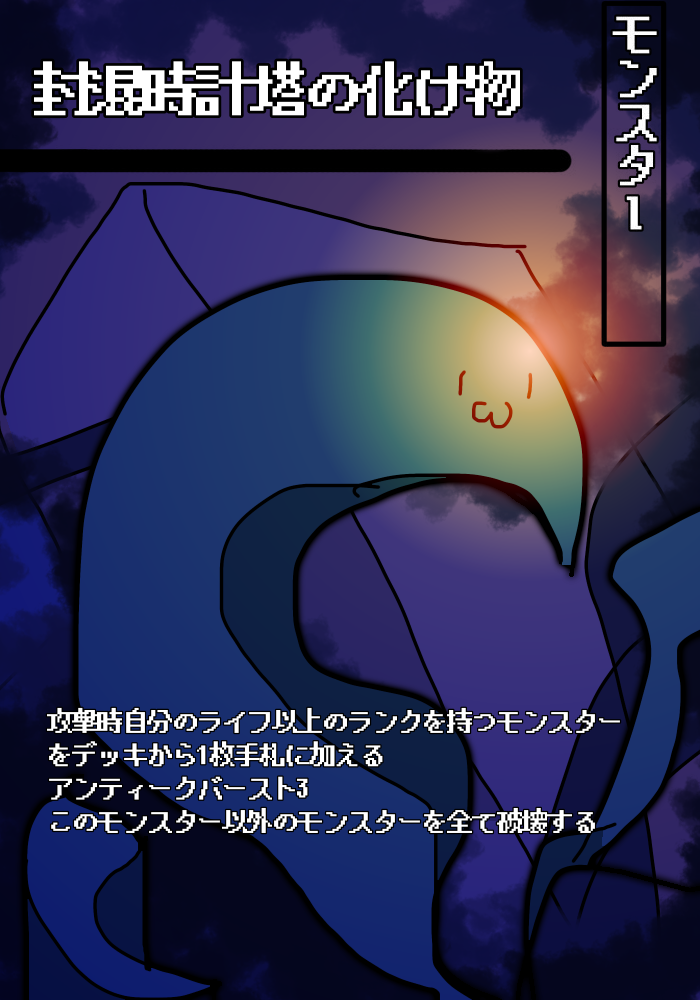 封印時計塔の化け物
モンスター
攻撃時自分のライフ以上のランクを持つモンスター
をデッキから1枚手札に加える
アンティークバースト3
このモンスター以外のモンスターを全て破壊する